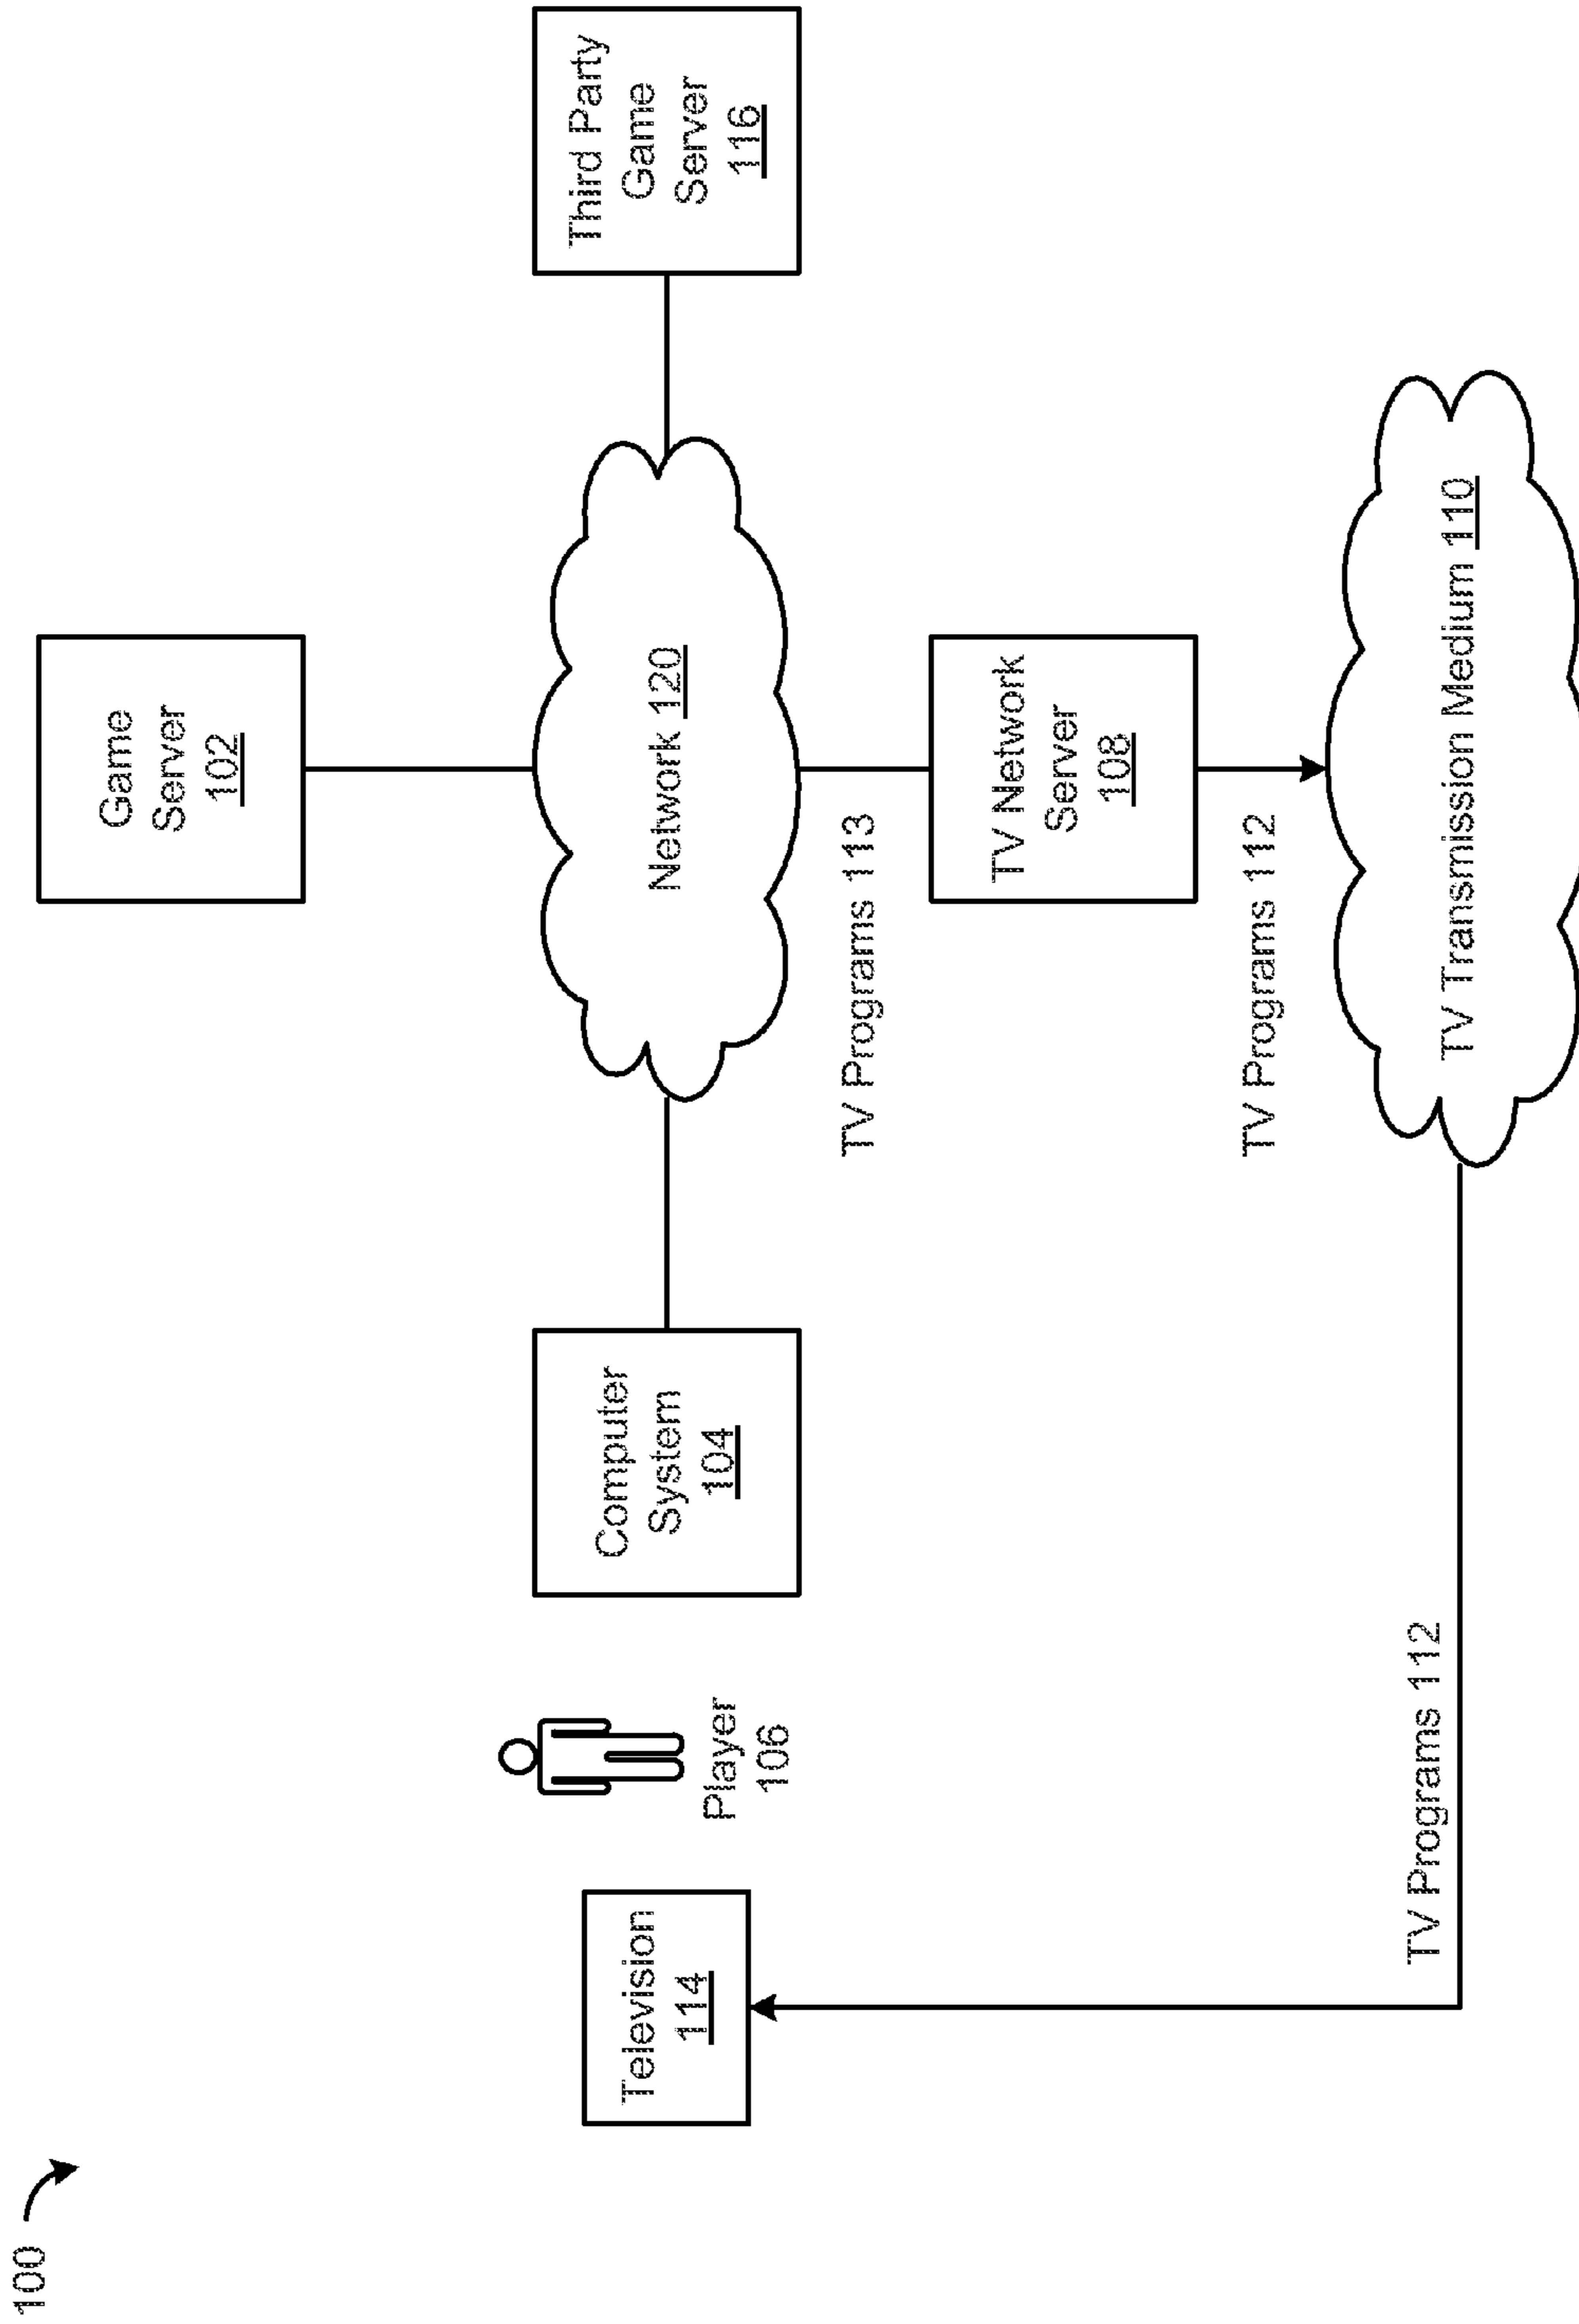 100
Game
Server
102
Television
114
Player
106
Computer
System
104
Network 120
Third Party
Game
Server
116
TV Programs 113
TV Network
Server
108
TV Programs 112
TV Programs 112
TV Transmission Medium 110